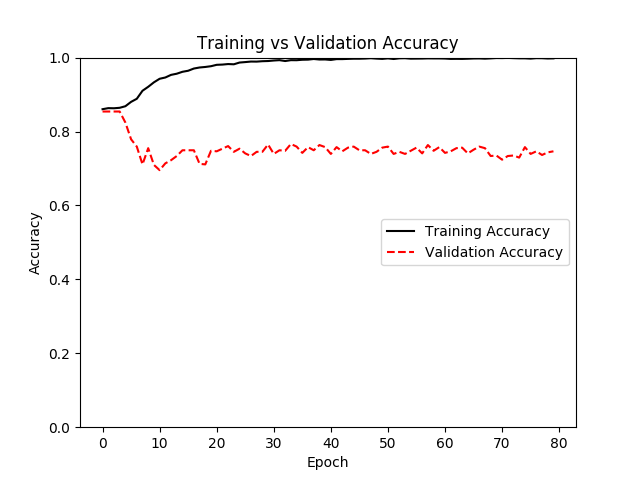 Training vs Validation Accuracy
1.0
0.8
0.6
0.4
0.2
0.0
Accuracy
Training Accuracy
Validation Accuracy
0 10 20 30 40 50 60 70 80
Epoch